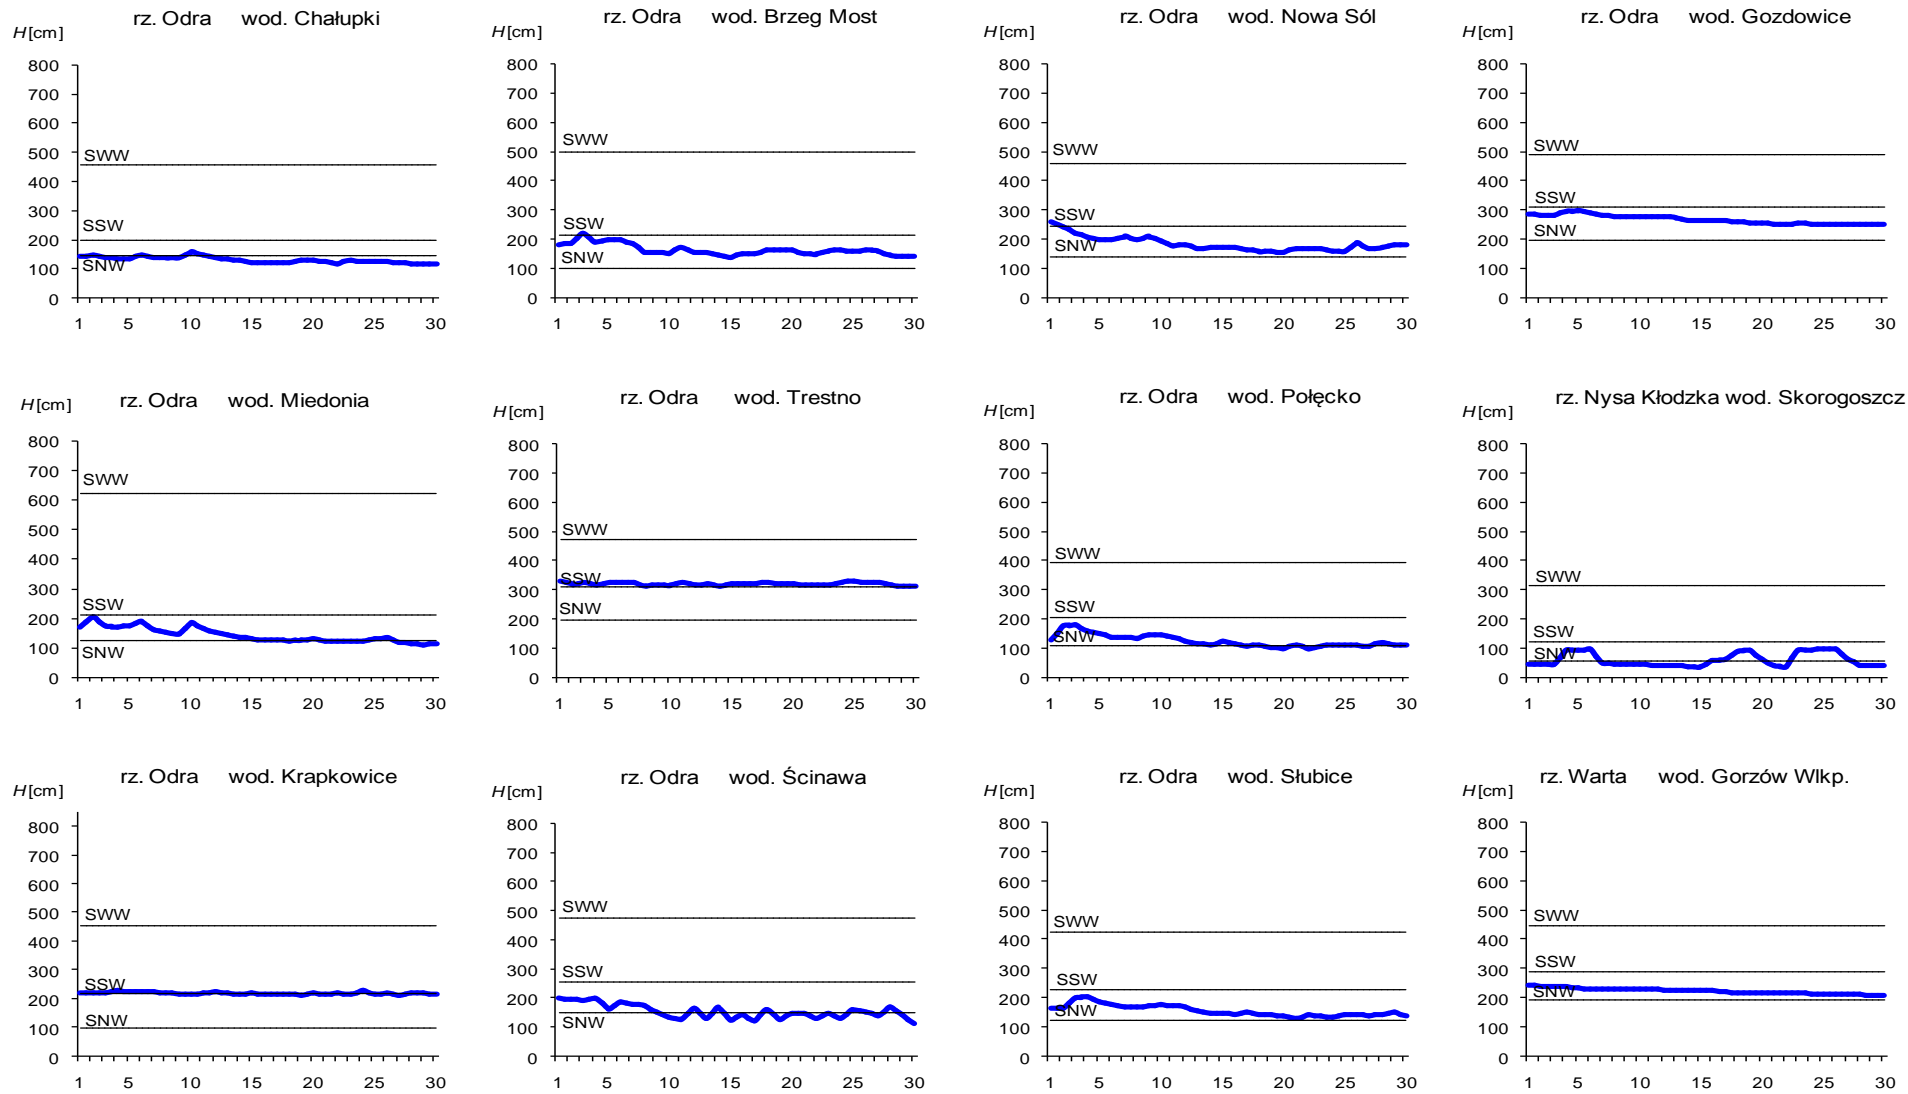 rz. Odra wod. Chałupki
H[cm]
800
700
600
500
400
300
200
100
0
SWW
SSW
SNW
1 5 10 15 20 25 30
rz. Odra wod. Brzeg Most
H[cm]
800
700
600
500
400
300
200
100
0
SWW
SSW
SNW
1 5 10 15 20 25 30
rz. Odra wod. Nowa Sól
H[cm]
800
700
600
500
400
300
200
100
0
SWW
SSW
SNW
1 5 10 15 20 25 30
rz. Odra wod. Gozdowice
H[cm]
800
700
600
500
400
300
200
100
0
SWW
SSW
SNW
1 5 10 15 20 25 30
rz. Odra wod. Miedonia
H[cm]
800
700
600
500
400
300
200
100
0
SWW
SSW
SNW
1 5 10 15 20 25 30
rz. Odra wod. Trestno
H[cm]
800
700
600
500
400
300
200
100
0
SWW
SSW
SNW
1 5 10 15 20 25 30
rz. Odra wod. Połęcko
H[cm]
800
700
600
500
400
300
200
100
0
SWW
SSW
SNW
1 5 10 15 20 25 30
rz. Nysa Kłodzka wod. Skorogoszcz
H[cm]
800
700
600
500
400
300
200
100
0
SWW
SSW
SNW
1 5 10 15 20 25 30
rz. Odra wod. Krapkowice
H[cm]
800
700
600
500
400
300
200
100
0
SWW
SSW
SNW
1 5 10 15 20 25 30
rz. Odra wod. Ścinawa
H[cm]
800
700
600
500
400
300
200
100
0
SWW
SSW
SNW
1 5 10 15 20 25 30
rz. Odra wod. Słubice
H[cm]
800
700
600
500
400
300
200
100
0
SWW
SSW
SNW
1 5 10 15 20 25 30
rz. Warta wod. Gorzów Wlkp.
H[cm]
800
700
600
500
400
300
200
100
0
SWW
SSW
SNW
1 5 10 15 20 25 30